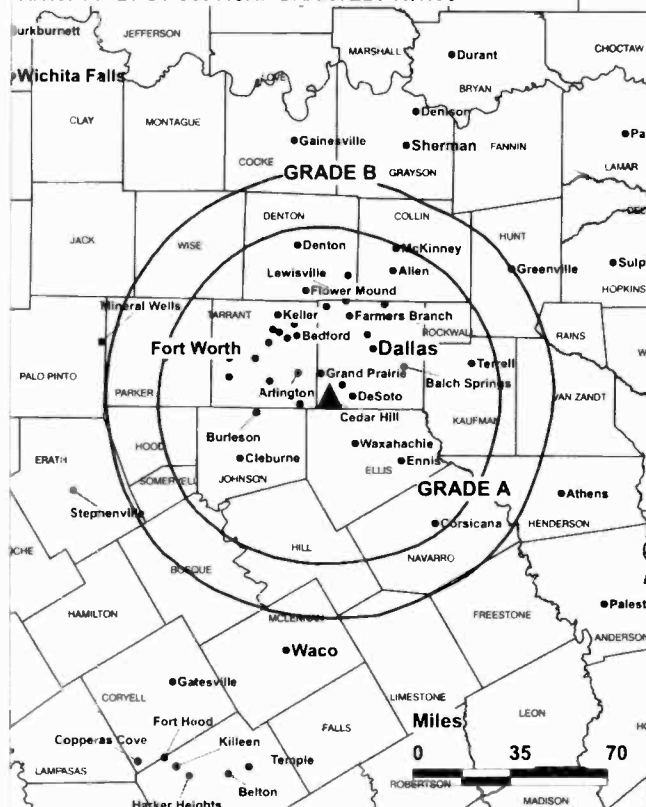 JEFFERSON
MARSHALL
Durant
CHOCTAW
Wichita Falls
LOVE
BRYAN
CLAY
MONTAGUE
Denison
Gainesville
Sherman
FANNIN
COCKE
GRAYSON
LAMAR
GRADE B
DENTON
COLLIN
JACK
WISE
HUNT
Denton
McKinney
Lewisville
Allen
Greenville
Flower Mound
HOPKINS
Mineral Wells
TARRANT
Keller
Farmers Branch
ROCKWALL
RAINS
Bedford
Fort Worth
Dallas
Terrell
PALO PINTO
Grand Prairie
Balch Springs
PARKER
Arlington
DeSoto
VAN ZANDT
Cedar Hill
KAUFMAN
Burleson
HOOD
Waxahachie
ERATH
Cleburne
Ennis
SOMERVELL
JOHNSON
ELLIS
GRADE A
Athens
Stephenville
Corsicana
HENDERSON
HILL
NAVARRO
BOSQUE
HAMILTON
FREESTONE
MCLENNAN
ANDERSON
Waco
Gatesville
CORYELL
LIMESTONE
LEON
Fort Hood
FALLS
Miles
Copperas Cove
Killeen
Temple
0 35 70
LAMPASAS
Belton
ROBERTSON
Harker Heights
MADISON